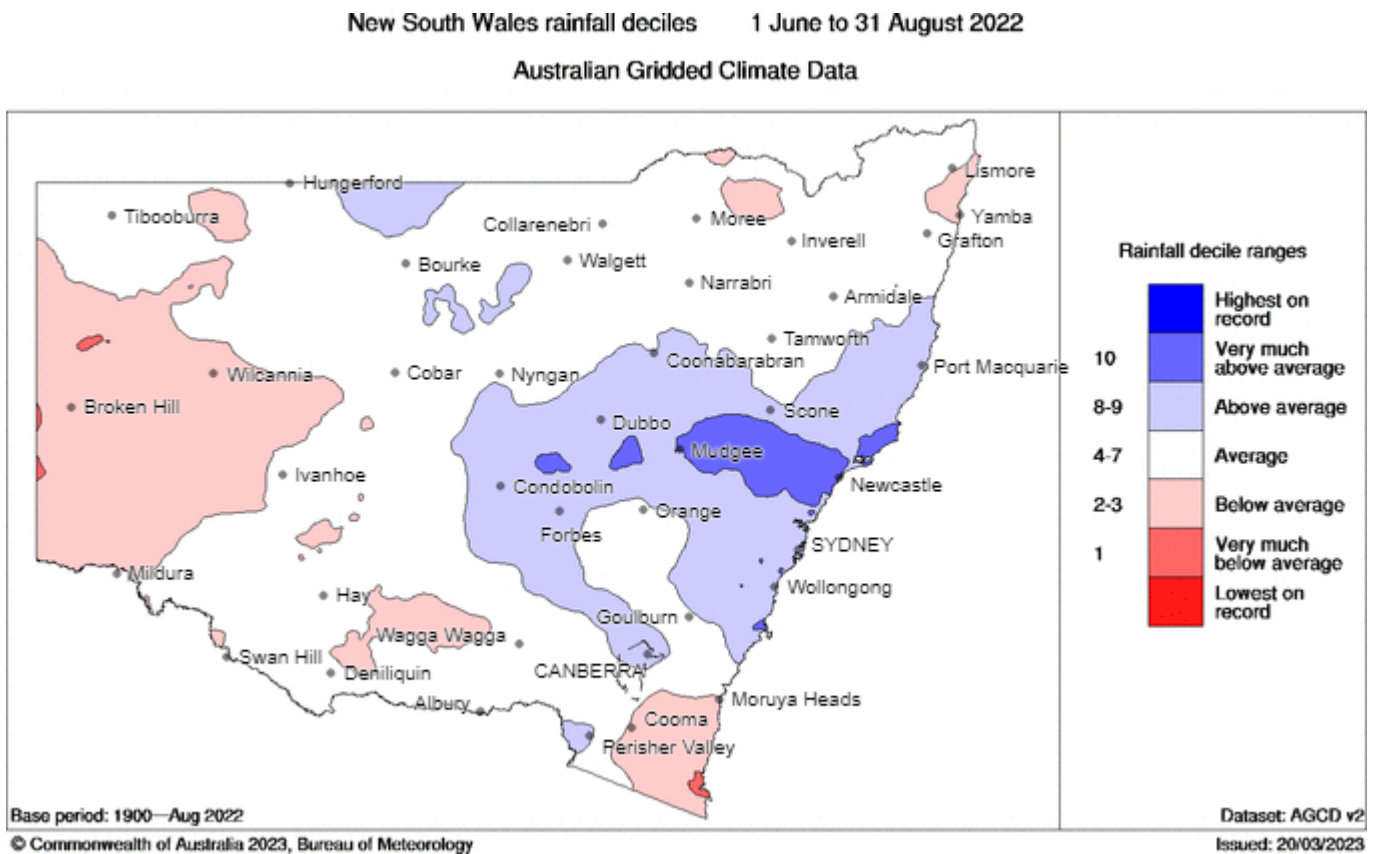 New South Wales rainfall deciles 1 June to 31 August 2022
Australian Gridded Climate Data
Hungerford
Lismore
Tibooburra
Moree
Yamba
Collarenebri
Inverell
Grafton
Bourke
Walgett
Narrabri
Armidale
Tamworth
Coonabarabran
Port Macquarie
Wilcannia
Cobar
Nyngan
Broken Hill
Scone
Dubbo
Mudgee
Ivanhoe
Condobolin
Newcastle
Orange
Forbes
SYDNEY
Mildura
Wollongong
Hay
Goulburn
Wagga Wagga
Swan Hill
CANBERRA
Deniliquin
Albury
Moruya Heads
Cooma
Perisher Valley
Rainfall decile ranges
Highest on
record
10 Very much
above average
8-9 Above average
4-7 Average
2-3 Below average
1 Very much
below average
Lowest on
record
Base period: 1900—Aug 2022
Dataset: AGCD v2
© Commonwealth of Australia 2023, Bureau of Meteorology
Issued: 20/03/2023